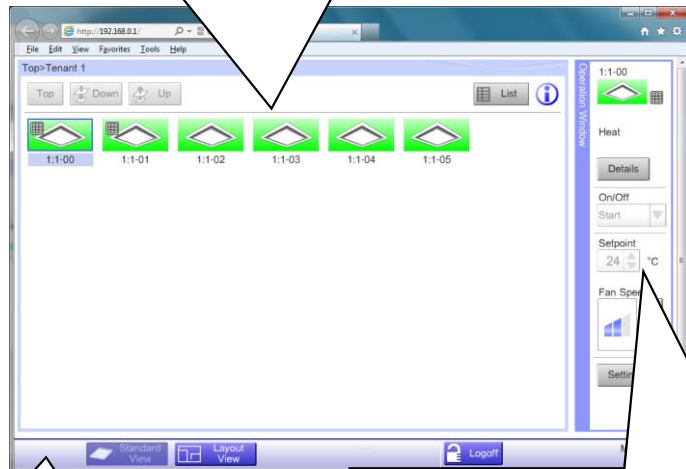 http://192.168.0.1/
File Edit View Favorites Tools Help
Top>Tenant 1
Top Down Up List
1:1-00 1:1-01 1:1-02 1:1-03 1:1-04 1:1-05
Operation Window
1:1-00
Heat
Details
On/Off
Start
Setpoint
24 °C
Fan
Standard View
Layout View
Logoff